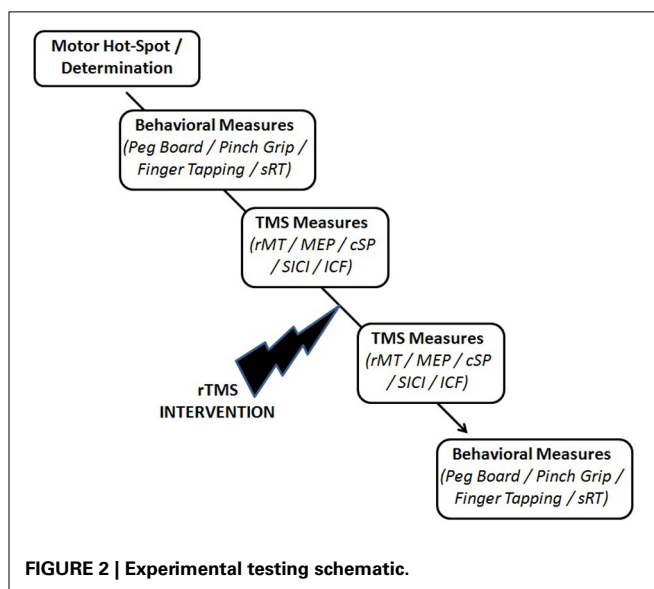 Motor Hot-Spot /
Determination
Behavioral Measures
(Peg Board / Pinch Grip /
Finger Tapping / sRT)
TMS Measures
(rMT / MEP / cSP
/ SICI / ICF)
rTMS
INTERVENTION
TMS Measures
(rMT / MEP / cSP
/ SICI / ICF)
Behavioral Measures
(Peg Board / Pinch Grip /
Finger Tapping / sRT)
FIGURE 2 | Experimental testing schematic.